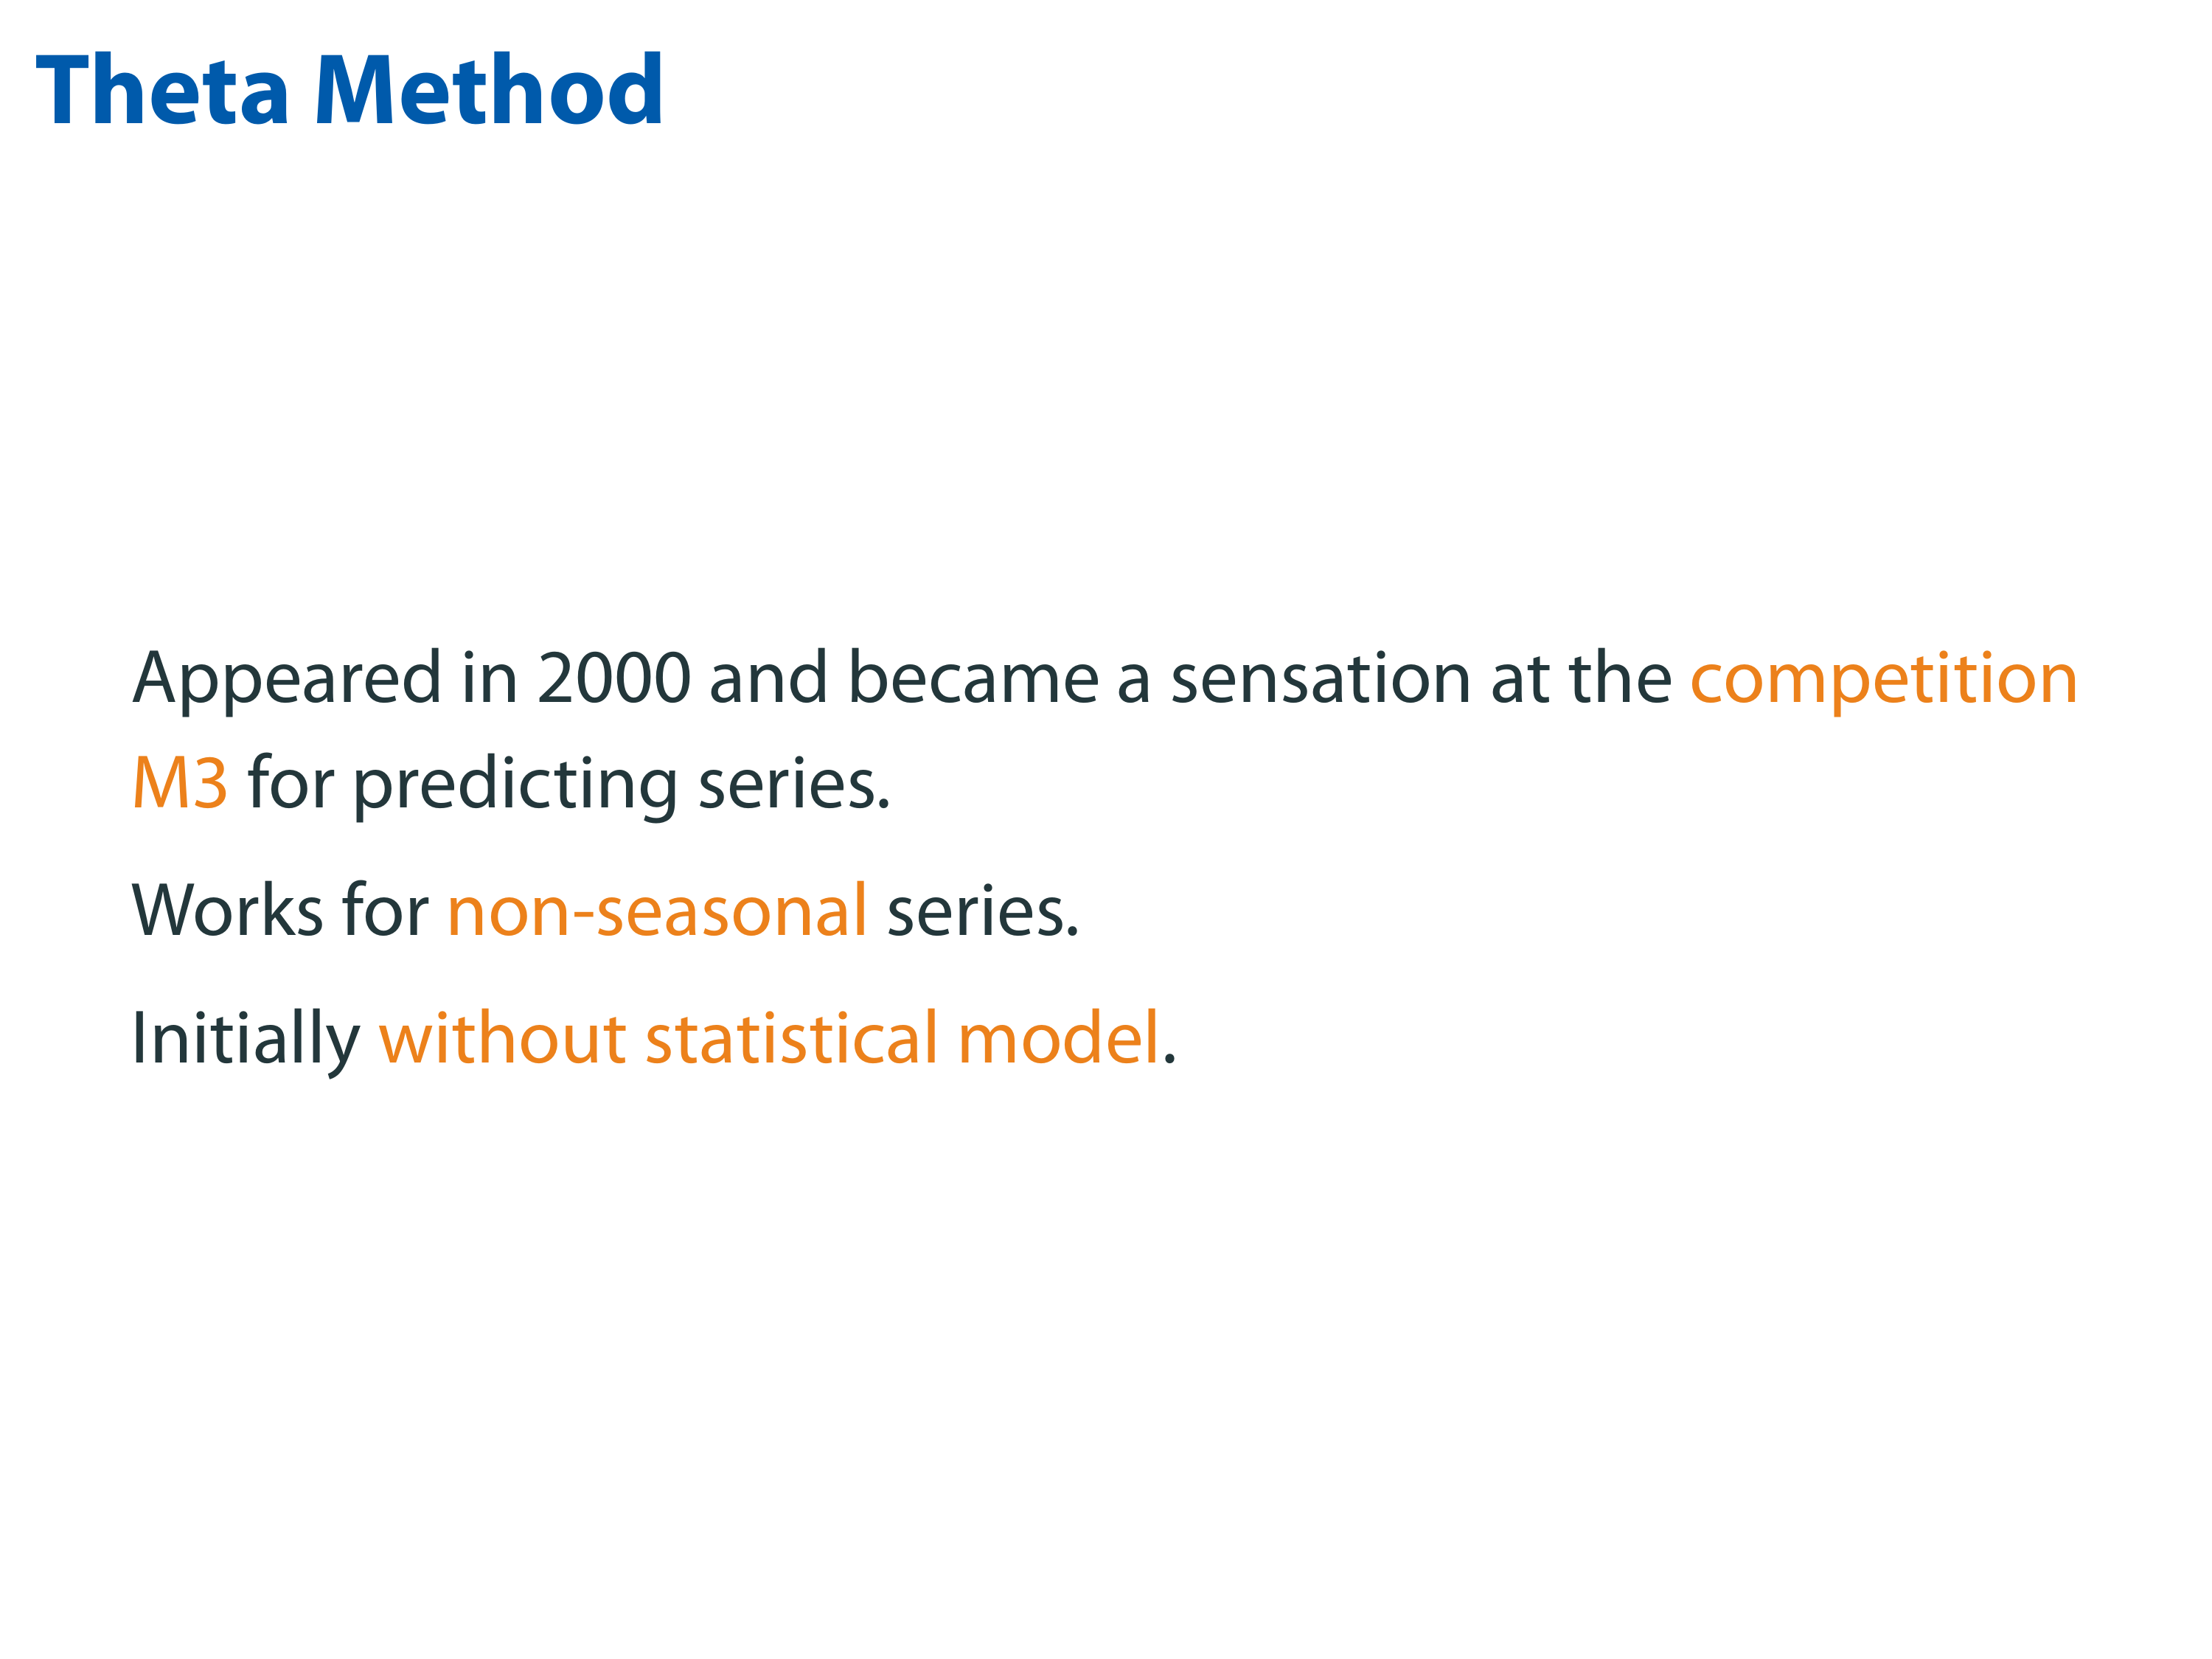 Theta Method
Appeared in 2000 and became a sensation at the competition
M3 for predicting series.
Works for non-seasonal series.
Initially without statistical model.